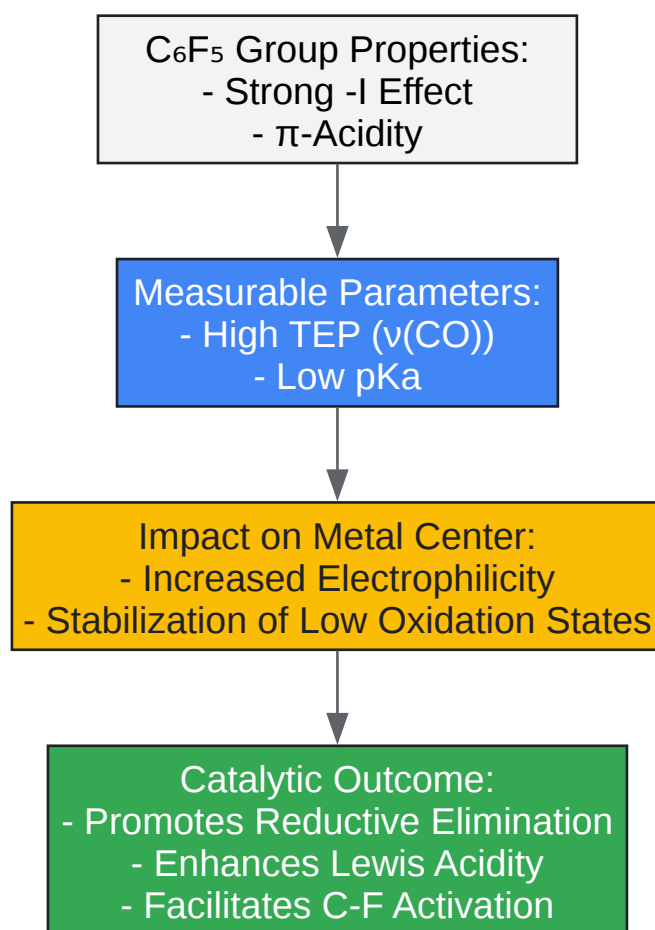 C₆F₅ Group Properties:
- Strong -I Effect
- π-Acidity
Measurable Parameters:
- High TEP (ν(CO))
- Low pKa
Impact on Metal Center:
- Increased Electrophilicity
- Stabilization of Low Oxidation States
Catalytic Outcome:
- Promotes Reductive Elimination
- Enhances Lewis Acidity
- Facilitates C-F Activation